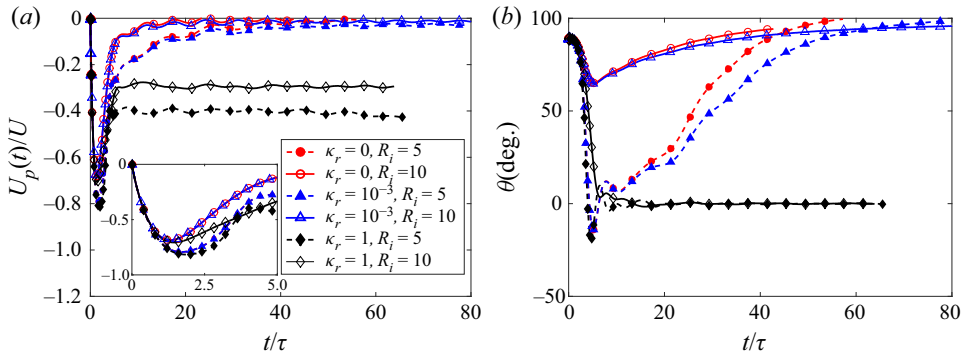 (a)
0
−0.2
−0.4
−0.6
−0.8
−1.0
−1.2
U_p(t)/U
0
20
40
60
80
t/τ
0
−0.5
−1.0
0
2.5
5.0
κ_r = 0, R_i = 5
κ_r = 0, R_i = 10
κ_r = 10^−3, R_i = 5
κ_r = 10^−3, R_i = 10
κ_r = 1, R_i = 5
κ_r = 1, R_i = 10
(b)
100
50
0
−50
θ(deg.)
0
20
40
60
80
t/τ